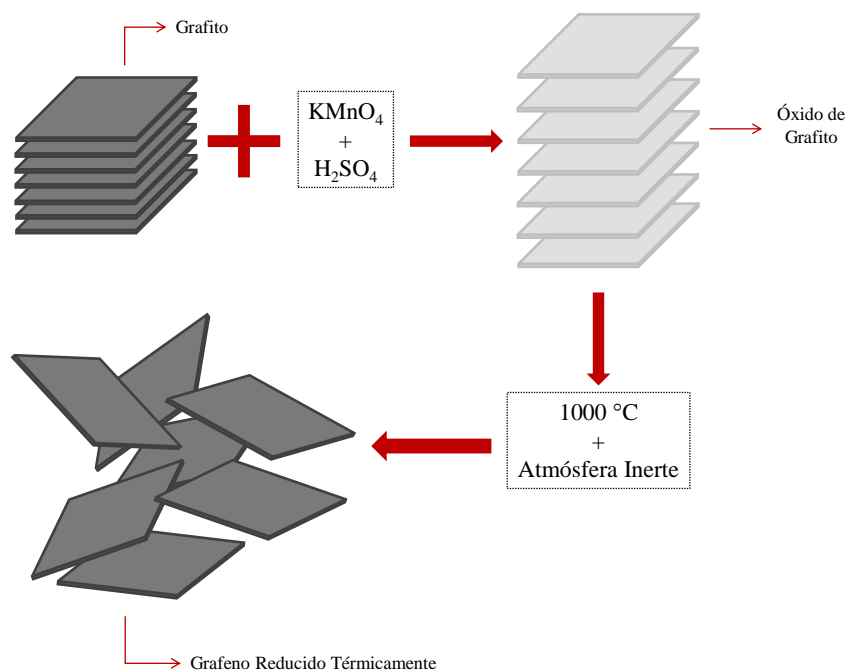 Grafito
KMnO₄
+
H₂SO₄
Óxido de
Grafito
1000 °C
+
Atmósfera Inerte
Grafeno Reducido Térmicamente